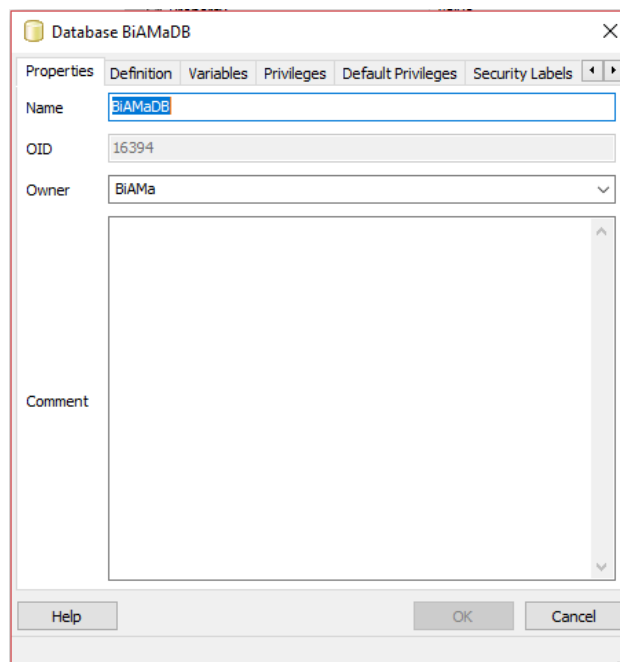 Database BiAMaDB
Properties Definition Variables Privileges Default Privileges Security Labels
Name BiAMaDB
OID 16394
Owner BiAMa
Comment
Help OK Cancel